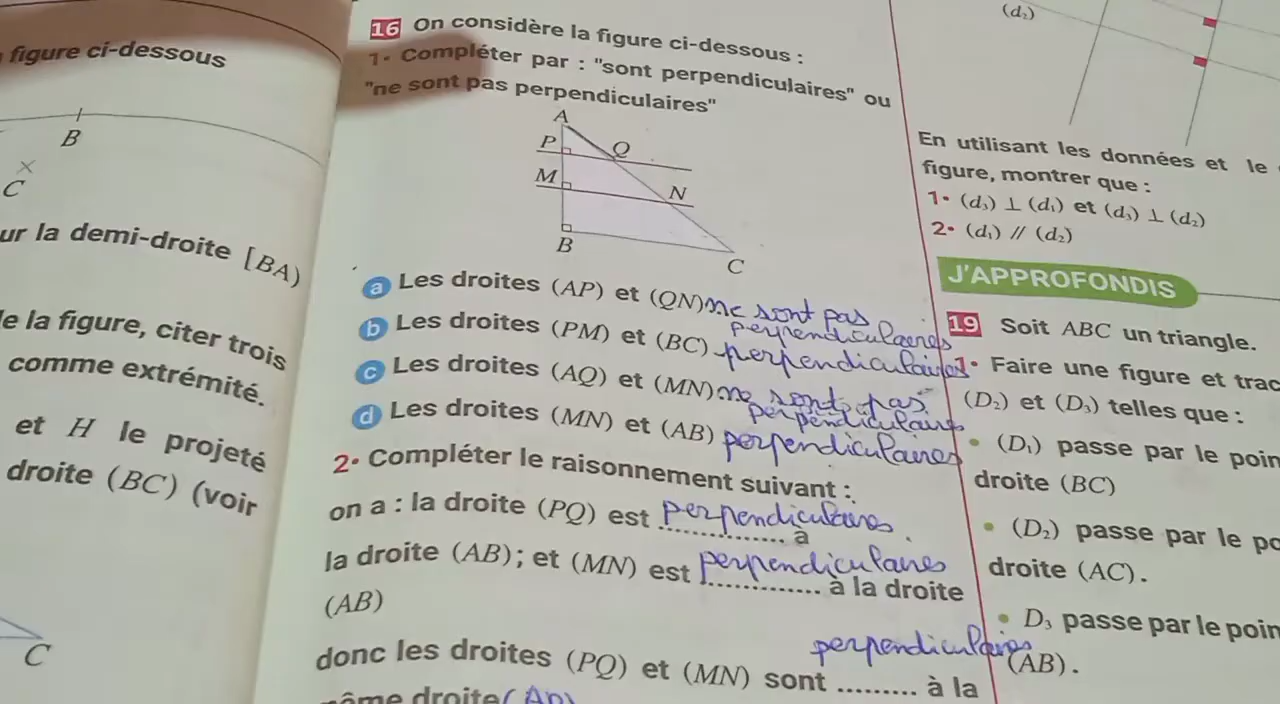 figure ci-dessous
B
C
ur la demi-droite [BA)
le la figure, citer trois
comme extrémité.
et H le projeté
droite (BC) (voir
C
16 On considère la figure ci-dessous :
1• Compléter par : "sont perpendiculaires" ou
"ne sont pas perpendiculaires"
A
P Q
M N
B
C
a Les droites (AP) et (QN) ne sont pas
perpendiculaires
b Les droites (PM) et (BC) perpendiculaires
c Les droites (AQ) et (MN) ne sont pas
perpendiculaires
d Les droites (MN) et (AB) perpendiculaires
2• Compléter le raisonnement suivant :
on a : la droite (PQ) est perpendiculaires à
la droite (AB); et (MN) est perpendiculaires à la droite
(AB)
perpendiculaires
donc les droites (PQ) et (MN) sont ......... à la
même droite
(d₂)
En utilisant les données et le
figure, montrer que :
1• (d₃) ⊥ (d₁) et (d₃) ⊥ (d₂)
2• (d₁) // (d₂)
J'APPROFONDIS
19 Soit ABC un triangle.
1• Faire une figure et trac
(D₂) et (D₃) telles que :
• (D₁) passe par le poin
droite (BC)
• (D₂) passe par le po
droite (AC).
• D₃ passe par le poin
(AB).